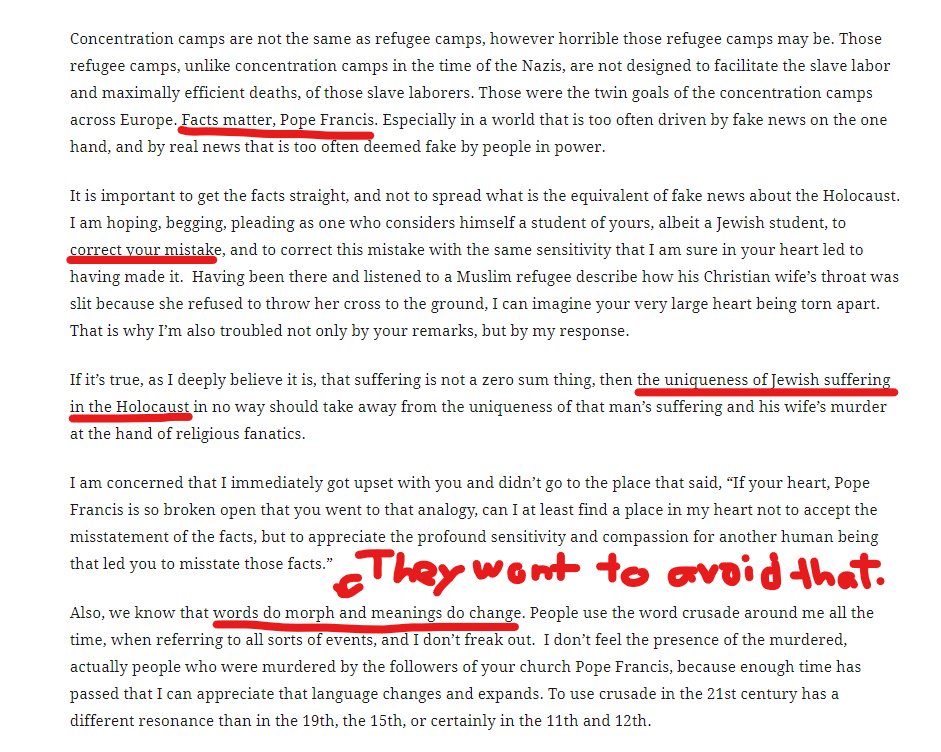 Concentration camps are not the same as refugee camps, however horrible those refugee camps may be. Those
refugee camps, unlike concentration camps in the time of the Nazis, are not designed to facilitate the slave labor
and maximally efficient deaths, of those slave laborers. Those were the twin goals of the concentration camps
across Europe. Facts matter, Pope Francis. Especially in a world that is too often driven by fake news on the one
hand, and by real news that is too often deemed fake by people in power.
It is important to get the facts straight, and not to spread what is the equivalent of fake news about the Holocaust.
I am hoping, begging, pleading as one who considers himself a student of yours, albeit a Jewish student, to
correct your mistake, and to correct this mistake with the same sensitivity that I am sure in your heart led to
having made it. Having been there and listened to a Muslim refugee describe how his Christian wife's throat was
slit because she refused to throw her cross to the ground, I can imagine your very large heart being torn apart.
That is why I'm also troubled not only by your remarks, but by my response.
If it's true, as I deeply believe it is, that suffering is not a zero sum thing, then the uniqueness of Jewish suffering
in the Holocaust in no way should take away from the uniqueness of that man's suffering and his wife's murder
at the hand of religious fanatics.
I am concerned that I immediately got upset with you and didn't go to the place that said, “If your heart, Pope
Francis is so broken open that you went to that analogy, can I at least find a place in my heart not to accept the
misstatement of the facts, but to appreciate the profound sensitivity and compassion for another human being
that led you to misstate those facts.”
They want to avoid that.
Also, we know that words do morph and meanings do change. People use the word crusade around me all the
time, when referring to all sorts of events, and I don't freak out. I don't feel the presence of the murdered,
actually people who were murdered by the followers of your church Pope Francis, because enough time has
passed that I can appreciate that language changes and expands. To use crusade in the 21st century has a
different resonance than in the 19th, the 15th, or certainly in the 11th and 12th.